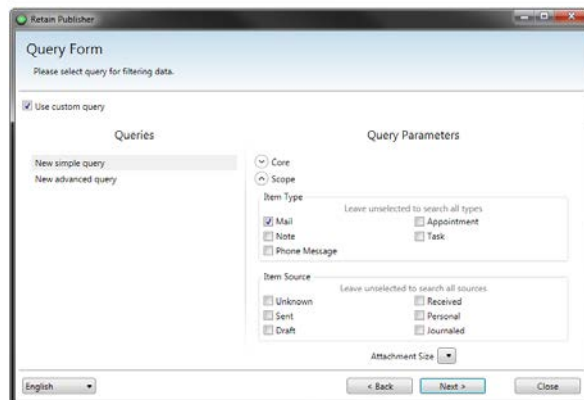 Retain Publisher
Query Form
Please select query for filtering data.
Use custom query
Queries
New simple query
New advanced query
Query Parameters
Core
Scope
Item Type
Leave unselected to search all types
Mail
Appointment
Note
Task
Phone Message
Item Source
Leave unselected to search all sources
Unknown
Received
Sent
Personal
Draft
Journaled
Attachment Size
English
< Back
Next >
Close